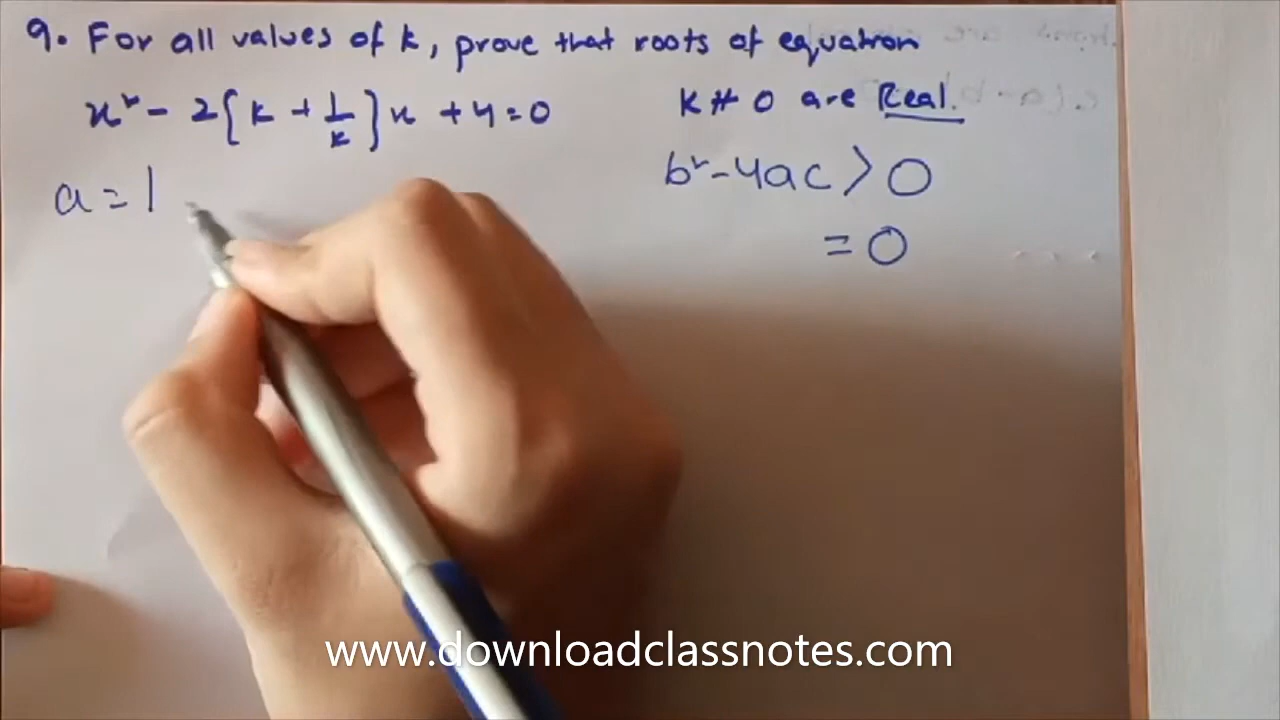 9. For all values of k, prove that roots of equation
x² - 2{k + 1/k}x + 4 = 0 k ≠ 0 are Real.
a = 1 b² - 4ac > 0
= 0
www.downloadclassnotes.com